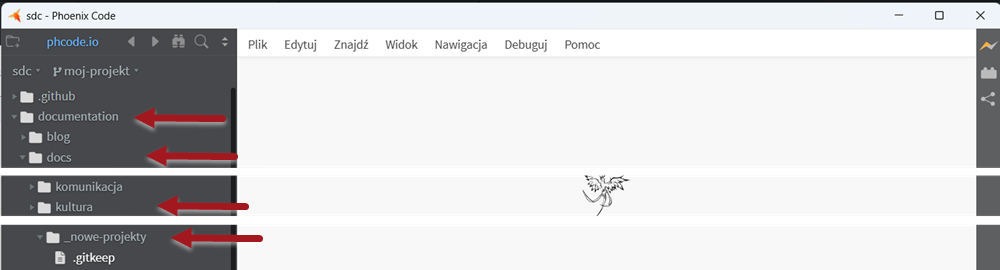 sdc - Phoenix Code
phcode.io
Plik Edytuj Znajdź Widok Nawigacja Debuguj Pomoc
sdc moj-projekt
.github
documentation
blog
docs
komunikacja
kultura
_nowe-projekty
.gitkeep